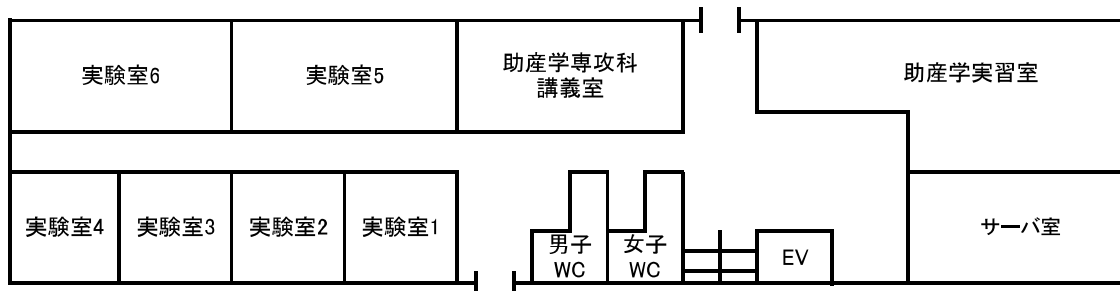 実験室6
実験室5
助産学専攻科
講義室
助産学実習室
実験室4
実験室3
実験室2
実験室1
男子
WC
女子
WC
EV
サーバ室